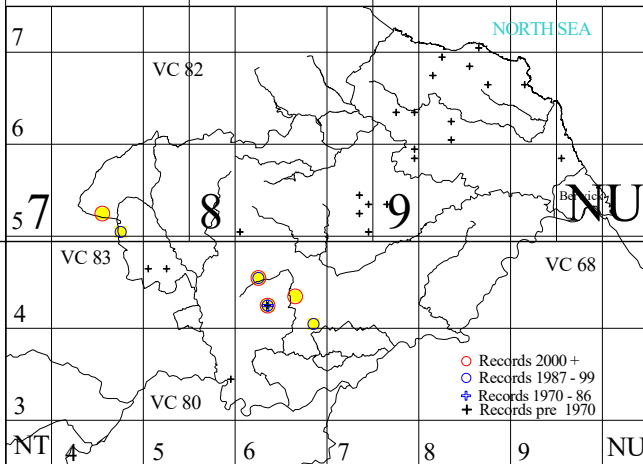 7
NORTH SEA
VC 82
6
7
8
9
NU
Berwick
5
VC 83
VC 68
4
Records 2000 +
Records 1987 - 99
Records 1970 - 86
Records pre 1970
VC 80
3
NT 4 5 6 7 8 9 NU